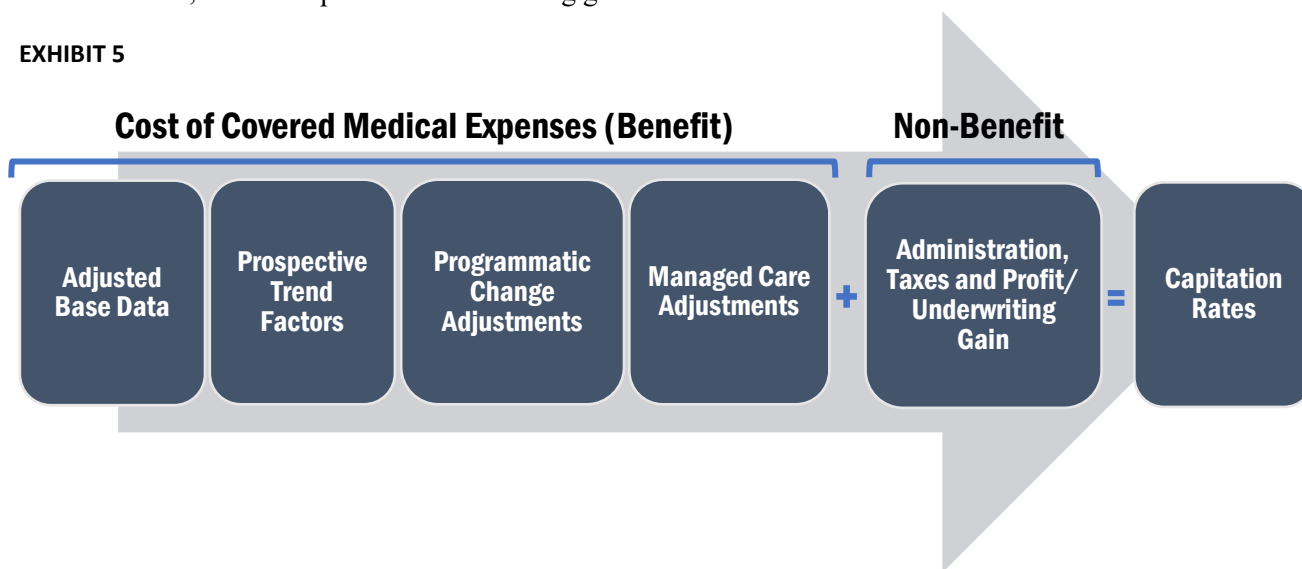 EXHIBIT 5
Cost of Covered Medical Expenses (Benefit)
Non-Benefit
Adjusted
Base Data
Prospective
Trend
Factors
Programmatic
Change
Adjustments
Managed Care
Adjustments
+
Administration,
Taxes and Profit/
Underwriting
Gain
=
Capitation
Rates